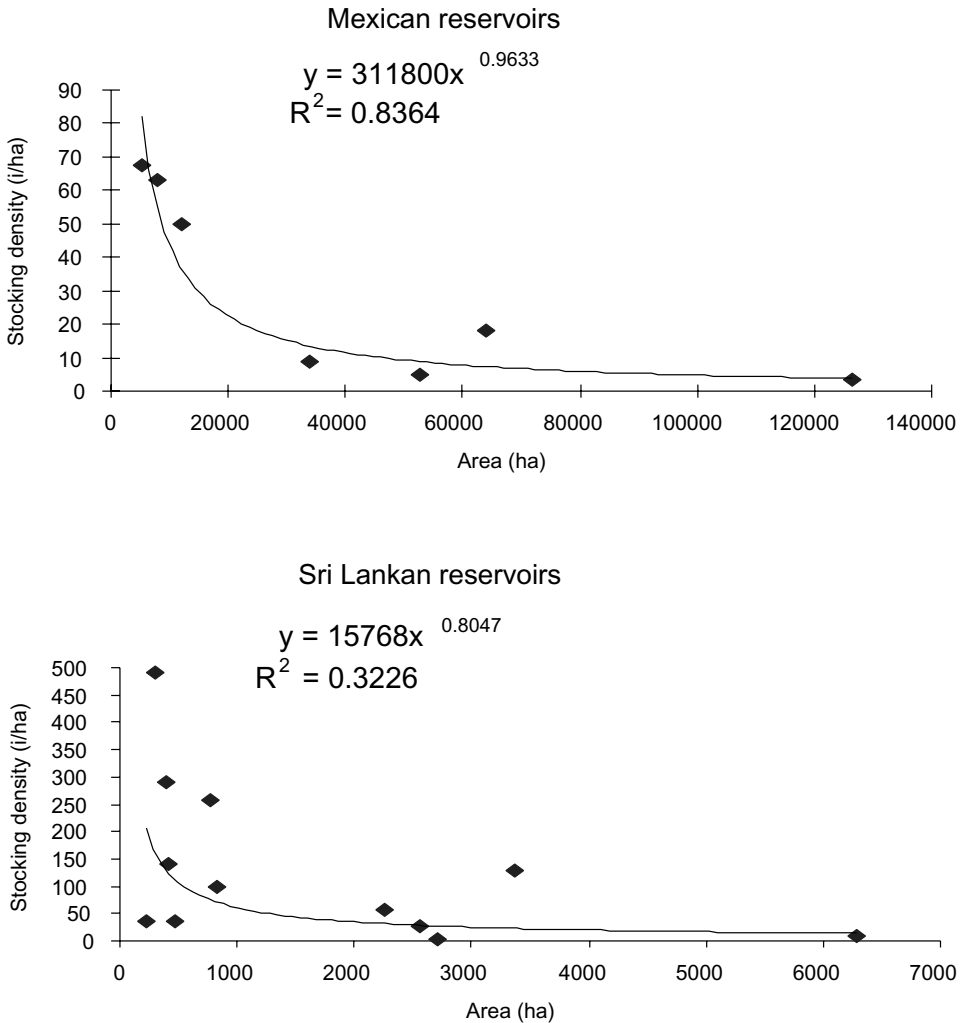 Mexican reservoirs
y = 311800x 0.9633
R2 = 0.8364
90
80
70
60
50
40
30
20
10
0
Stocking density (i/ha)
0 20000 40000 60000 80000 100000 120000 140000
Area (ha)
Sri Lankan reservoirs
y = 15768x 0.8047
R2 = 0.3226
500
450
400
350
300
250
200
150
100
50
0
Stocking density (i/ha)
0 1000 2000 3000 4000 5000 6000 7000
Area (ha)